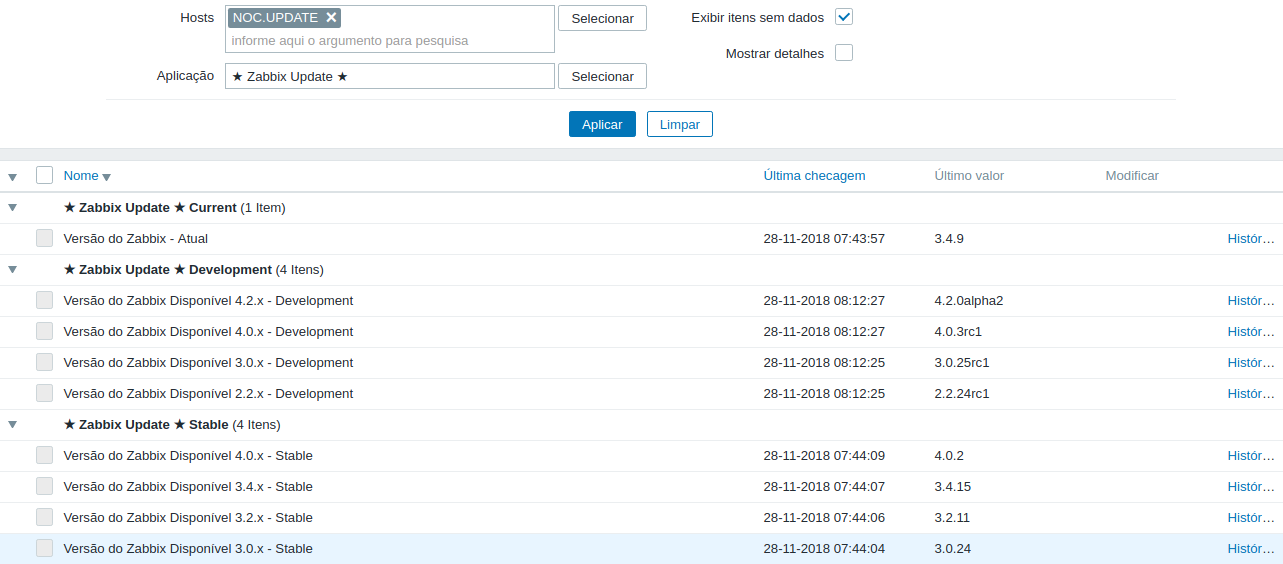 Hosts NOC.UPDATE ✕ Selecionar Exibir itens sem dados
informe aqui o argumento para pesquisa
Mostrar detalhes
Aplicação ★ Zabbix Update ★ Selecionar
Aplicar Limpar
Nome Última checagem Último valor Modificar
★ Zabbix Update ★ Current (1 Item)
Versão do Zabbix - Atual 28-11-2018 07:43:57 3.4.9 Histór…
★ Zabbix Update ★ Development (4 Itens)
Versão do Zabbix Disponível 4.2.x - Development 28-11-2018 08:12:27 4.2.0alpha2 Histór…
Versão do Zabbix Disponível 4.0.x - Development 28-11-2018 08:12:27 4.0.3rc1 Histór…
Versão do Zabbix Disponível 3.0.x - Development 28-11-2018 08:12:25 3.0.25rc1 Histór…
Versão do Zabbix Disponível 2.2.x - Development 28-11-2018 08:12:25 2.2.24rc1 Histór…
★ Zabbix Update ★ Stable (4 Itens)
Versão do Zabbix Disponível 4.0.x - Stable 28-11-2018 07:44:09 4.0.2 Histór…
Versão do Zabbix Disponível 3.4.x - Stable 28-11-2018 07:44:07 3.4.15 Histór…
Versão do Zabbix Disponível 3.2.x - Stable 28-11-2018 07:44:06 3.2.11 Histór…
Versão do Zabbix Disponível 3.0.x - Stable 28-11-2018 07:44:04 3.0.24 Histór…